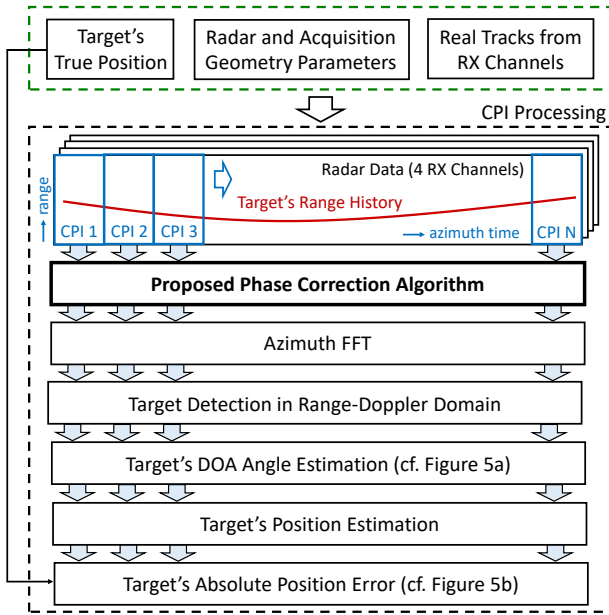 Target's
True Position
Radar and Acquisition
Geometry Parameters
Real Tracks from
RX Channels
CPI Processing
Radar Data (4 RX Channels)
Target's Range History
range
CPI 1
CPI 2
CPI 3
azimuth time
CPI N
Proposed Phase Correction Algorithm
Azimuth FFT
Target Detection in Range-Doppler Domain
Target's DOA Angle Estimation (cf. Figure 5a)
Target's Position Estimation
Target's Absolute Position Error (cf. Figure 5b)